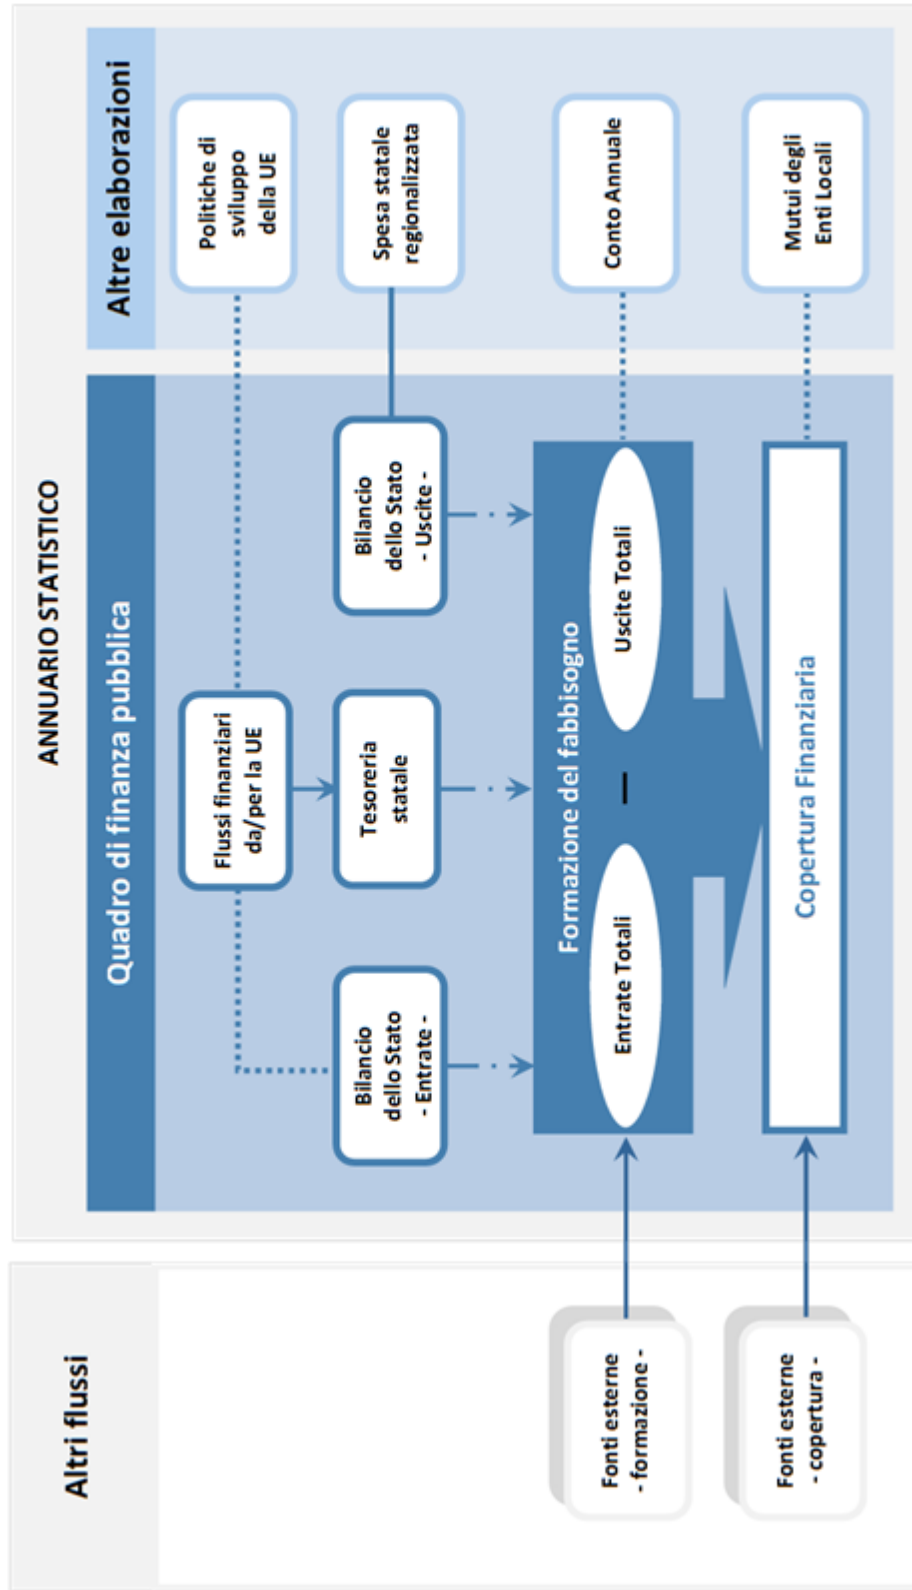 ANNUARIO STATISTICO
Altri flussi
Quadro di finanza pubblica
Altre elaborazioni
Flussi finanziari
da/per la UE
Politiche di
sviluppo
della UE
Bilancio
dello Stato
- Entrate -
Tesoreria
statale
Bilancio
dello Stato
- Uscite -
Spesa statale
regionalizzata
Fonti esterne
- formazione -
Formazione del fabbisogno
Entrate Totali
—
Uscite Totali
Conto Annuale
Fonti esterne
- copertura -
Copertura Finanziaria
Mutui degli
Enti Locali